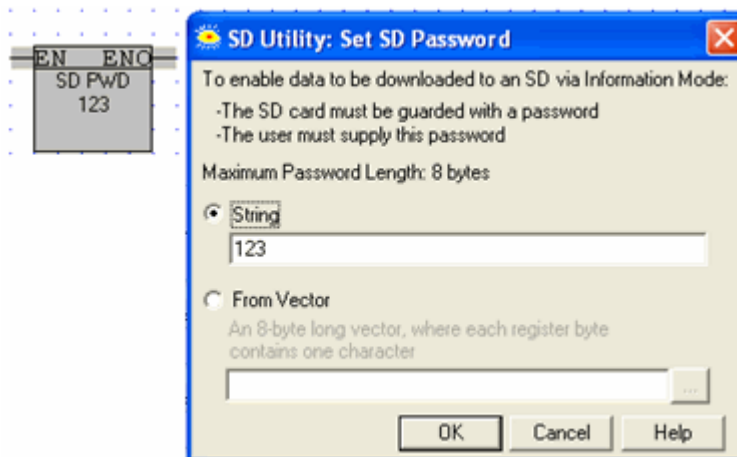 EN ENO
SD PWD
123
SD Utility: Set SD Password
To enable data to be downloaded to an SD via Information Mode:
-The SD card must be guarded with a password
-The user must supply this password
Maximum Password Length: 8 bytes
String
123
From Vector
An 8-byte long vector, where each register byte
contains one character
...
OK Cancel Help